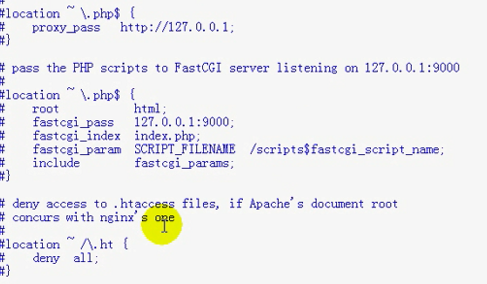 #
#location ~ \.php$ {
#    proxy_pass   http://127.0.0.1;
#}

# pass the PHP scripts to FastCGI server listening on 127.0.0.1:9000
#
#location ~ \.php$ {
#    root           html;
#    fastcgi_pass   127.0.0.1:9000;
#    fastcgi_index  index.php;
#    fastcgi_param  SCRIPT_FILENAME  /scripts$fastcgi_script_name;
#    include        fastcgi_params;
#}

# deny access to .htaccess files, if Apache's document root
# concurs with nginx's one
#
#location ~ /\.ht {
#    deny  all;
#}